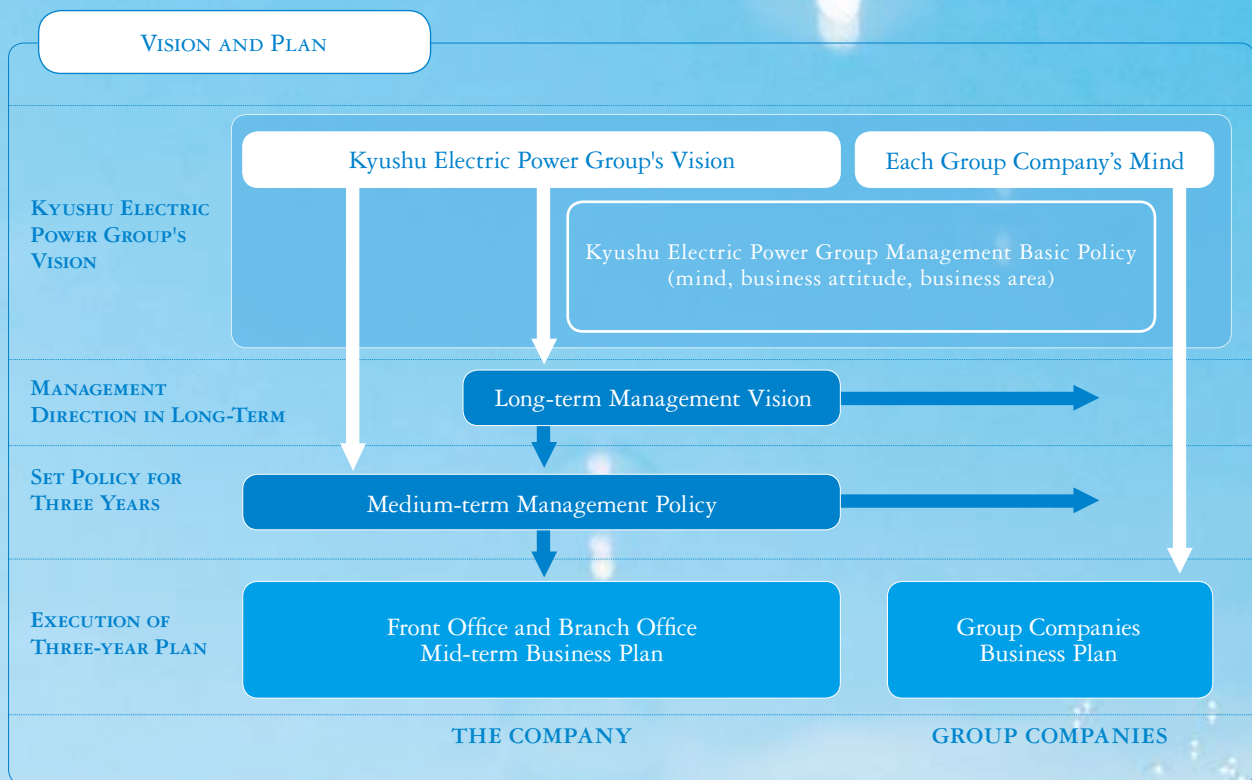 VISION AND PLAN
Kyushu Electric Power Group's Vision
Each Group Company’s Mind
KYUSHU ELECTRIC
POWER GROUP'S
VISION
Kyushu Electric Power Group Management Basic Policy
(mind, business attitude, business area)
MANAGEMENT
DIRECTION IN LONG-TERM
Long-term Management Vision
SET POLICY FOR
THREE YEARS
Medium-term Management Policy
EXECUTION OF
THREE-YEAR PLAN
Front Office and Branch Office
Mid-term Business Plan
Group Companies
Business Plan
THE COMPANY
GROUP COMPANIES